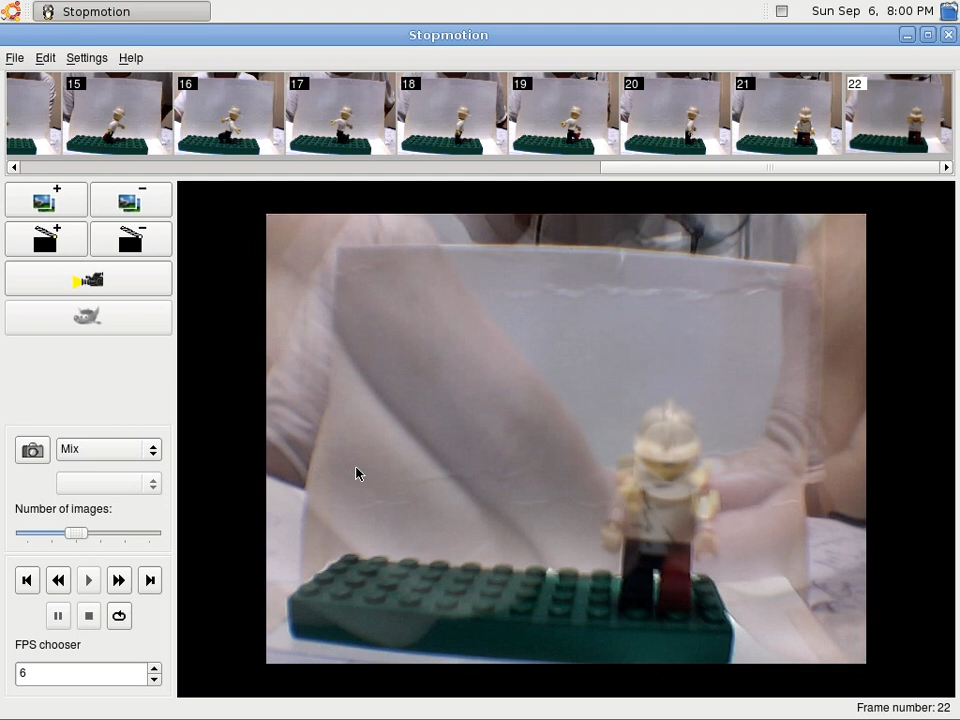 Stopmotion
Sun Sep 6, 8:00 PM
Stopmotion
File Edit Settings Help
15 16 17 18 19 20 21 22
Mix
Number of images:
FPS chooser
6
Frame number: 22